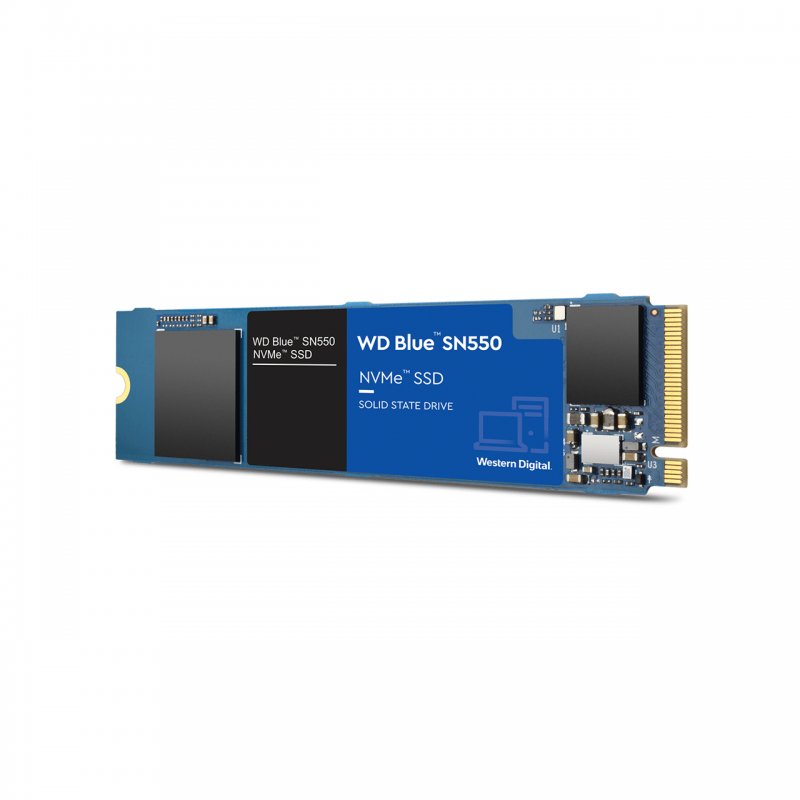 WD Blue™ SN550
NVMe™ SSD
WD Blue™ SN550
NVMe™ SSD
SOLID STATE DRIVE
Western Digital.
U1
M
U3